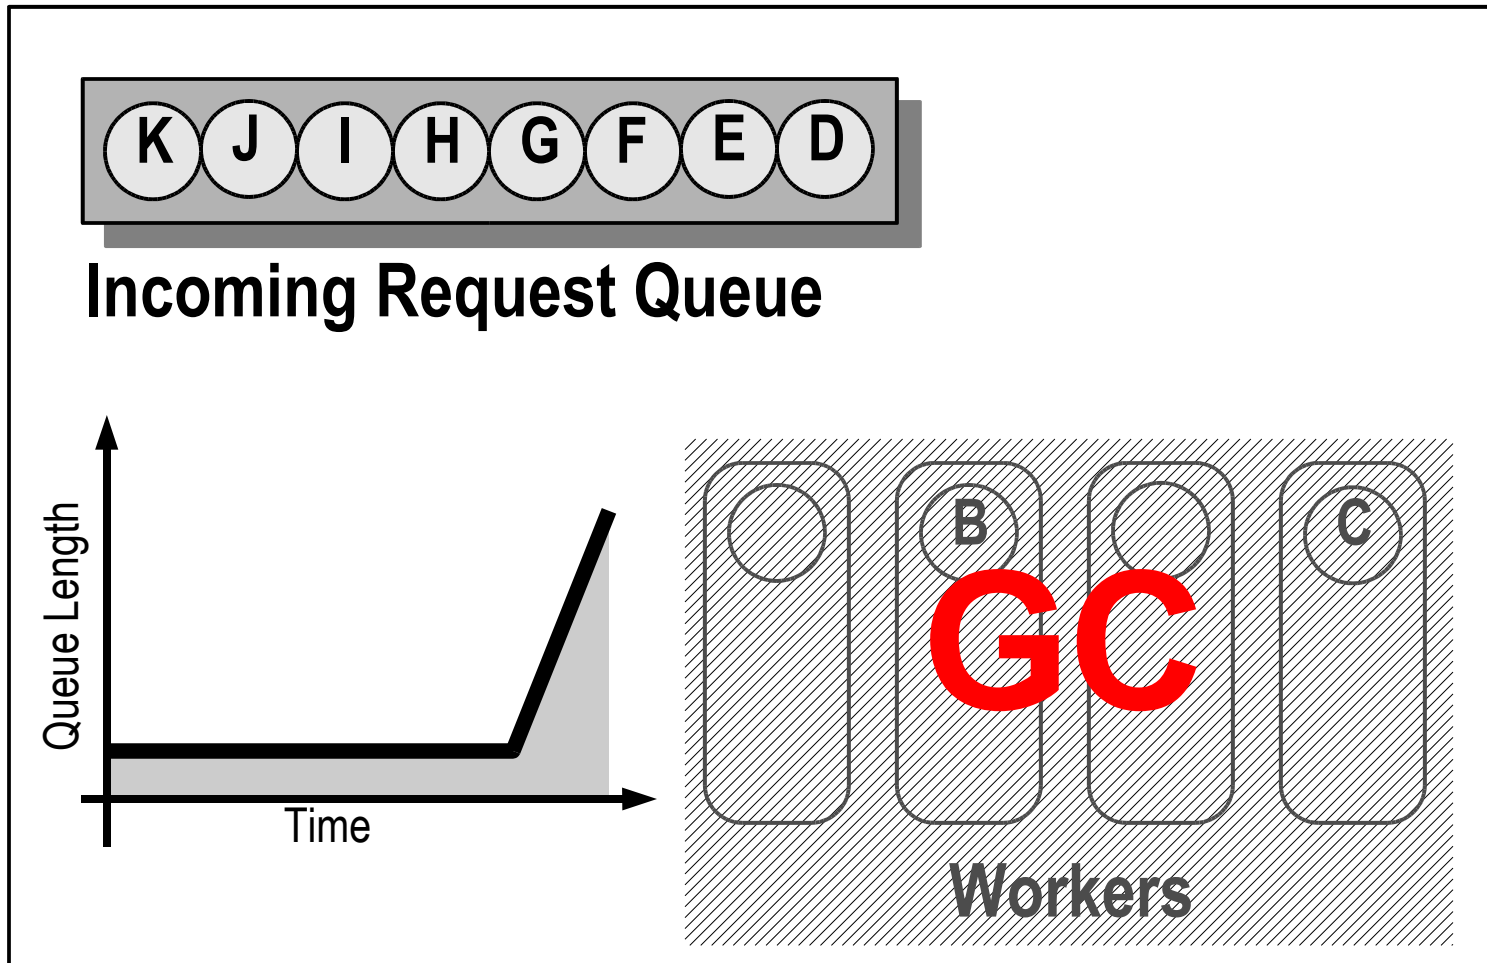 K J I H G F E D
Incoming Request Queue
Queue Length
Time
B
C
GC
Workers